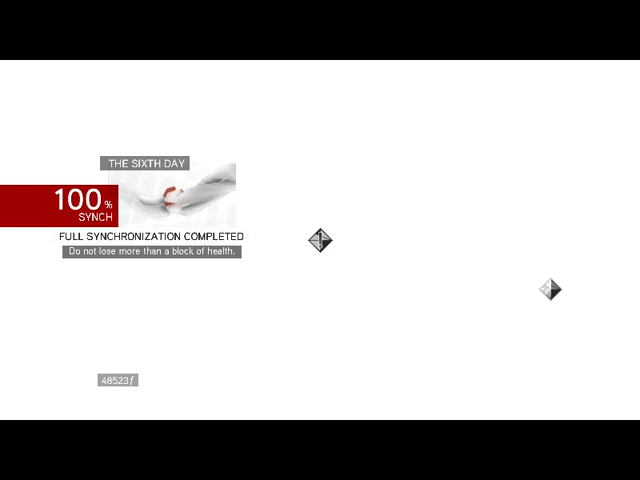 THE SIXTH DAY
100 %
SYNCH
FULL SYNCHRONIZATION COMPLETED
Do not lose more than a block of health.
48523ƒ